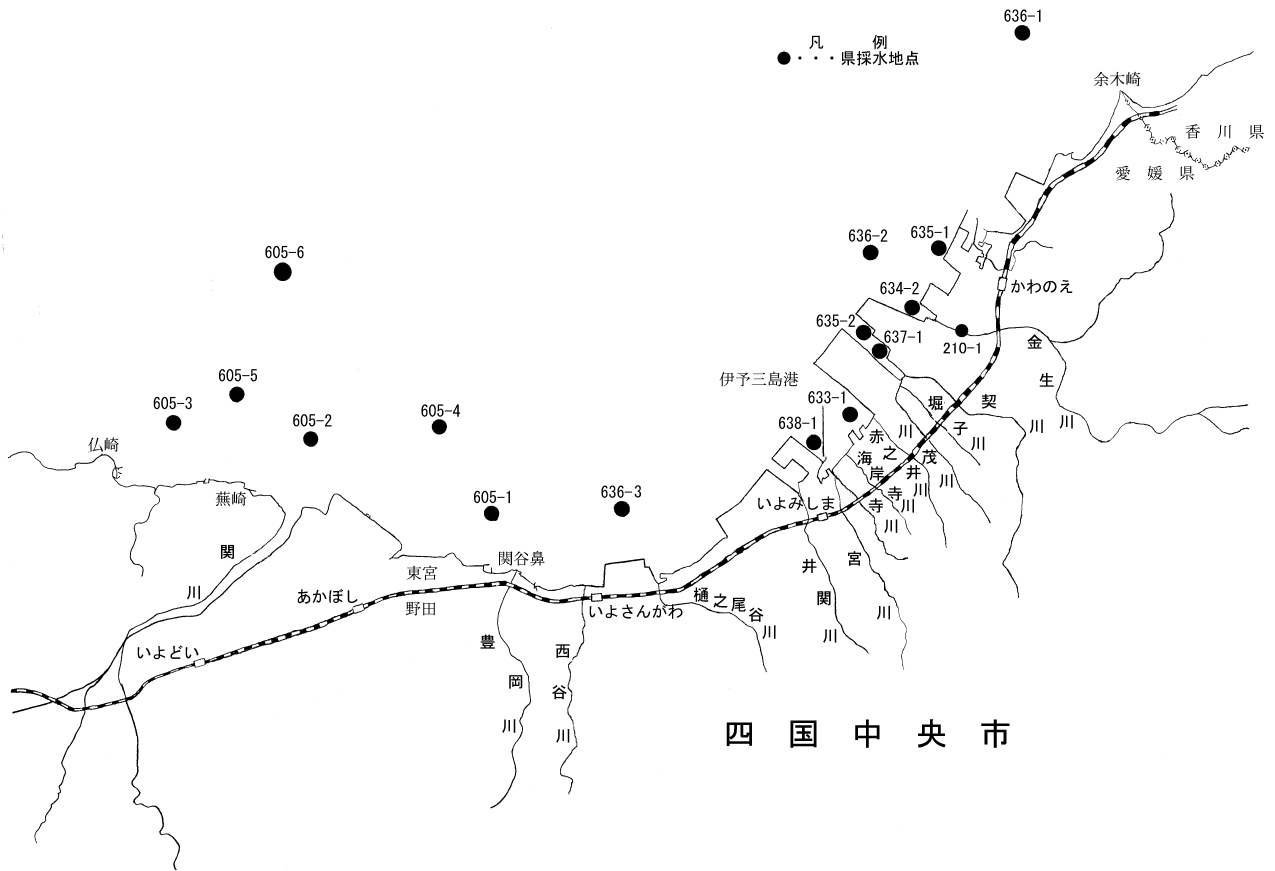 636-1
凡 例
●・・・県採水地点
余木崎
香川県
愛媛県
636-2
635-1
605-6
634-2
かわのえ
635-2
637-1
210-1
金生川
伊予三島港
605-5
605-3
605-2
605-4
633-1
638-1
契川
堀子川
茂川
赤之井川
海岸寺川
寺川
仏崎
蕪崎
605-1
636-3
いよみしま
関川
関谷鼻
東宮
野田
あかぼし
いよさんがわ
いよどい
樋之尾谷川
井関川
宮川
豊岡川
西谷川
四国中央市